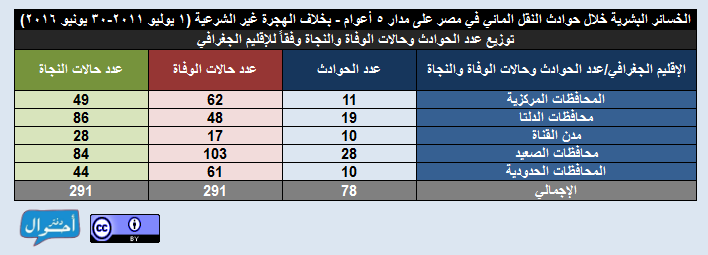 الخسائر البشرية خلال حوادث النقل المائي في مصر على مدار ٥ أعوام - بخلاف الهجرة غير الشرعية (١ يوليو ٢٠١١-٣٠ يونيو ٢٠١٦)
توزيع عدد الحوادث وحالات الوفاة والنجاة وفقاً للإقليم الجغرافي
الإقليم الجغرافي/عدد الحوادث وحالات الوفاة والنجاة عدد الحوادث عدد حالات الوفاة عدد حالات النجاة
المحافظات المركزية 11 62 49
محافظات الدلتا 19 48 86
مدن القناة 10 17 28
محافظات الصعيد 28 103 84
المحافظات الحدودية 10 61 44
الإجمالي 78 291 291
دفتر أحوال
cc BY